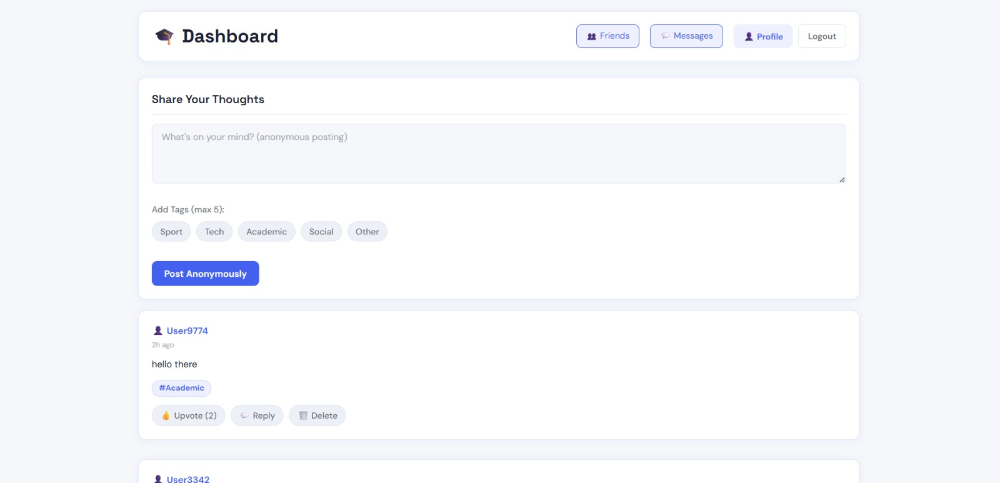 Dashboard
Friends
Messages
Profile
Logout
Share Your Thoughts
What's on your mind? (anonymous posting)
Add Tags (max 5):
Sport
Tech
Academic
Social
Other
Post Anonymously
User9774
2h ago
hello there
#Academic
Upvote (2)
Reply
Delete
User3342